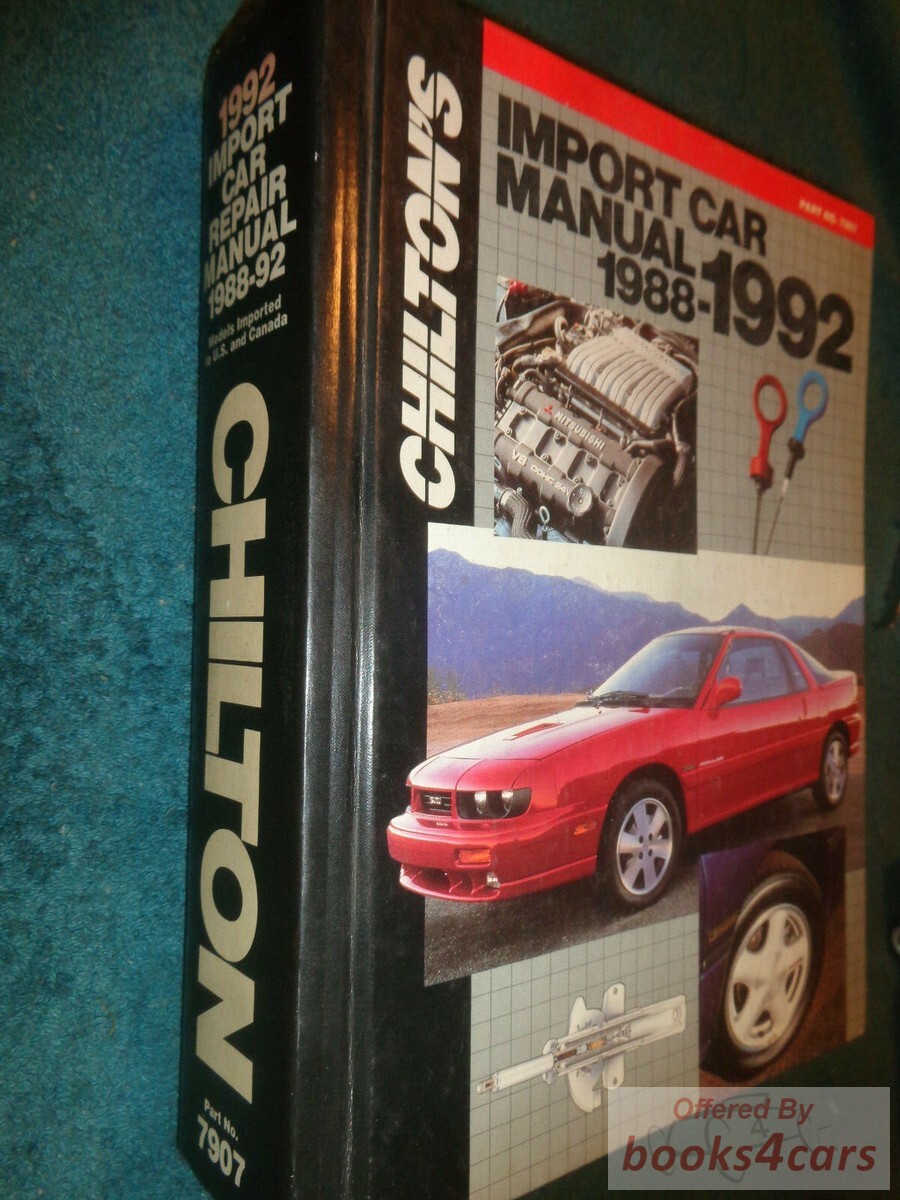 1992
IMPORT
CAR
REPAIR
MANUAL
1988-92
Models Imported
to U.S. and Canada
CHILTON
Part No.
7907
CHILTON'S
PART NO. 7907
IMPORT CAR
MANUAL
1988-1992
MITSUBISHI
V6 DOHC 24V
Offered By
books4cars